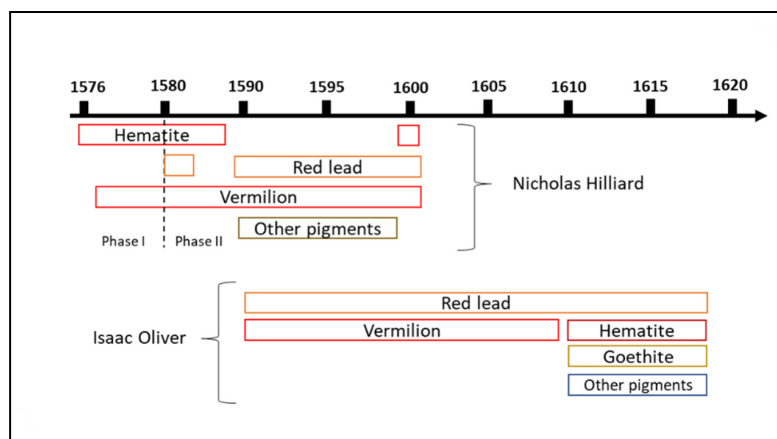 1576 1580 1590 1595 1600 1605 1610 1615 1620
Hematite
Red lead
Vermilion
Other pigments
Phase I Phase II
Nicholas Hilliard
Red lead
Vermilion Hematite
Isaac Oliver
Goethite
Other pigments